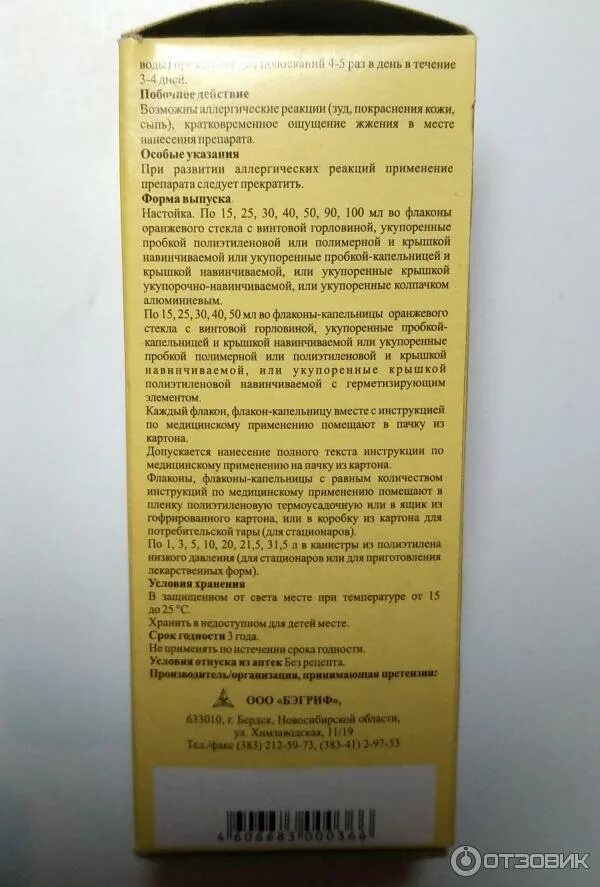 воды) полосканий 4-5 раз в день в течение
3-4 дней.
Побочное действие
Возможны аллергические реакции (зуд, покраснения кожи,
сыпь), кратковременное ощущение жжения в месте
нанесения препарата.
Особые указания
При развитии аллергических реакций применение
препарата следует прекратить.
Форма выпуска
Настойка. По 15, 25, 30, 40, 50, 90, 100 мл во флаконы
оранжевого стекла с винтовой горловиной, укупоренные
пробкой полиэтиленовой или полимерной и крышкой
навинчиваемой или укупоренные пробкой-капельницей и
крышкой навинчиваемой, или укупоренные крышкой
укупорочно-навинчиваемой, или укупоренные колпачком
алюминиевым.
По 15, 25, 30, 40, 50 мл во флаконы-капельницы оранжевого
стекла с винтовой горловиной, укупоренные пробкой-
капельницей и крышкой навинчиваемой или укупоренные
пробкой полимерной или полиэтиленовой и крышкой
навинчиваемой, или укупоренные крышкой
полиэтиленовой навинчиваемой с герметизирующим
элементом.
Каждый флакон, флакон-капельницу вместе с инструкцией
по медицинскому применению помещают в пачку из
картона.
Допускается нанесение полного текста инструкции по
медицинскому применению на пачку из картона.
Флаконы, флаконы-капельницы с равным количеством
инструкций по медицинскому применению помещают в
пленку полиэтиленовую термоусадочную или в ящик из
гофрированного картона, или в коробку из картона для
потребительской тары (для стационаров).
По 1, 3, 5, 10, 20, 21,5, 31,5 л в канистры из полиэтилена
низкого давления (для стационаров или для приготовления
лекарственных форм).
Условия хранения
В защищенном от света месте при температуре от 15
до 25 °С.
Хранить в недоступном для детей месте.
Срок годности 3 года.
Не применять по истечении срока годности.
Условия отпуска из аптек Без рецепта.
Производитель/организация, принимающая претензии:
ООО «БЭГРИФ»,
633010, г. Бердск, Новосибирской области,
ул. Химзаводская, 11/19
Тел./факс (383) 212-59-73, (383-41) 2-97-53
4 604683 000364
ОТЗОВИК